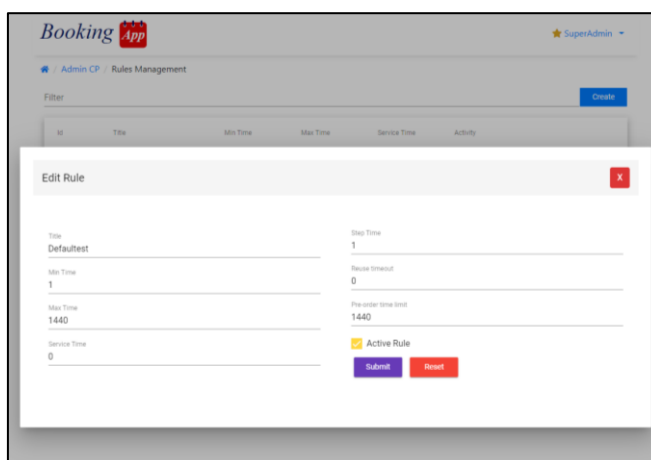 Booking App
SuperAdmin
/ Admin CP / Rules Management
Filter
Create
Id Title Min Time Max Time Service Time Activity
Edit Rule
X
Title
Defaultest
Min Time
1
Max Time
1440
Service Time
0
Step Time
1
Reuse timeout
0
Pre-order time limit
1440
Active Rule
Submit Reset